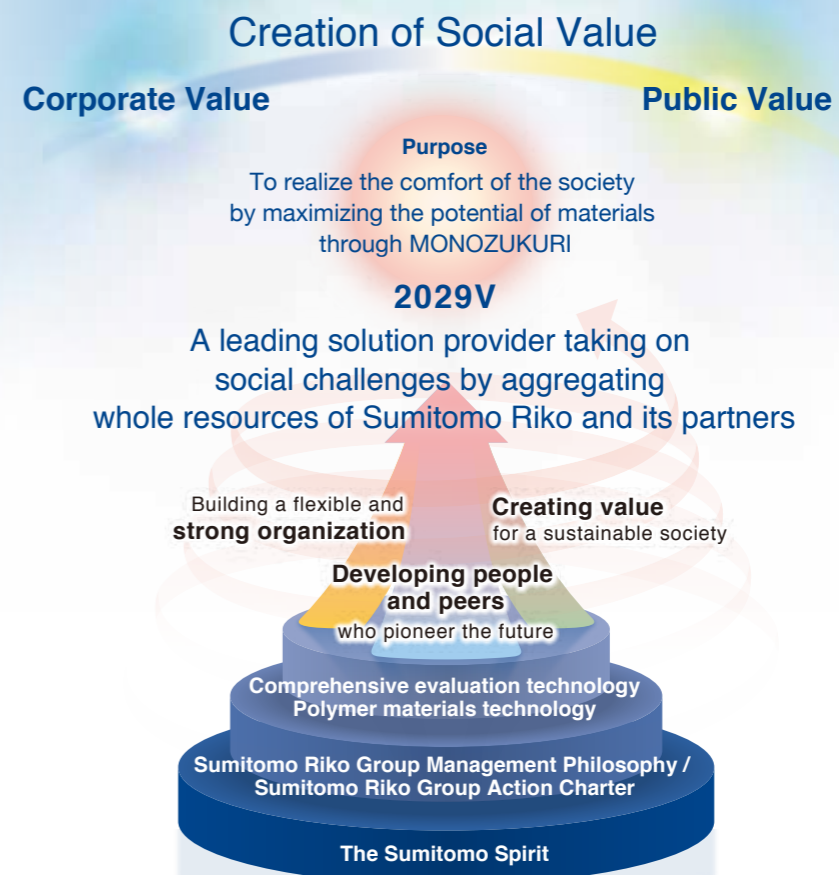 Creation of Social Value
Corporate Value
Public Value
Purpose
To realize the comfort of the society
by maximizing the potential of materials
through MONOZUKURI
2029V
A leading solution provider taking on
social challenges by aggregating
whole resources of Sumitomo Riko and its partners
Building a flexible and
strong organization
Creating value
for a sustainable society
Developing people
and peers
who pioneer the future
Comprehensive evaluation technology
Polymer materials technology
Sumitomo Riko Group Management Philosophy /
Sumitomo Riko Group Action Charter
The Sumitomo Spirit